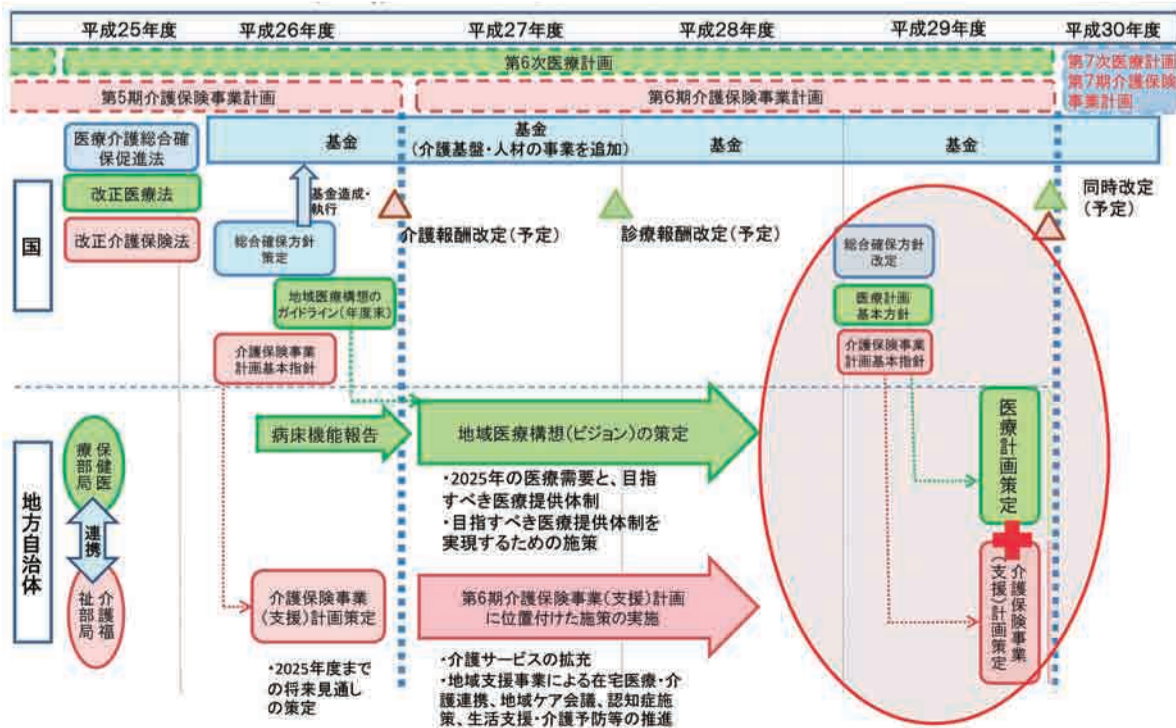 平成25年度
平成26年度
平成27年度
平成28年度
平成29年度
平成30年度
第6次医療計画
第7次医療計画
第7期介護保険
事業計画
第5期介護保険事業計画
第6期介護保険事業計画
医療介護総合確
保促進法
改正医療法
改正介護保険法
基金
基金
(介護基盤・人材の事業を追加)
基金
基金
国
基金造成・
執行
総合確保方針
策定
地域医療構想の
ガイドライン(年度末)
介護保険事業
計画基本指針
介護報酬改定(予定)
診療報酬改定(予定)
同時改定
(予定)
総合確保方針
改定
医療計画
基本方針
介護保険事業
計画基本指針
地方自治体
保健医
療部局
連携
介護福
祉部局
病床機能報告
地域医療構想(ビジョン)の策定
・2025年の医療需要と、目指
すべき医療提供体制
・目指すべき医療提供体制を
実現するための施策
医療計画策定
介護保険事業
(支援)計画策定
・2025年度まで
の将来見通し
の策定
第6期介護保険事業(支援)計画
に位置付けた施策の実施
・介護サービスの拡充
・地域支援事業による在宅医療・介
護連携、地域ケア会議、認知症施
策、生活支援・介護予防等の推進
介護保険事業
(支援)計画策定